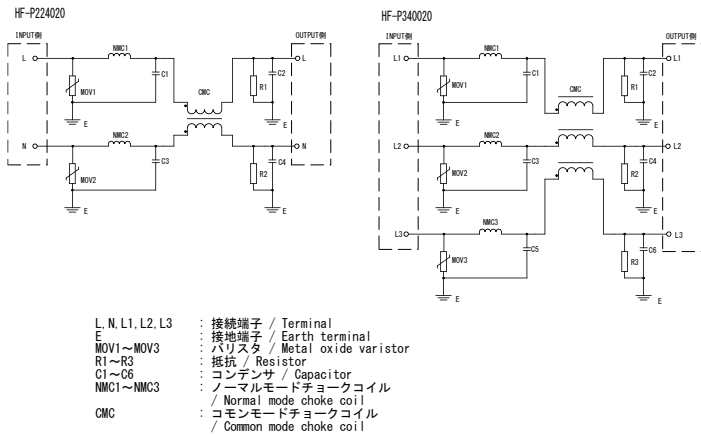 HF-P224020
INPUT側
OUTPUT側
NMC1
L
L
C1
C2
MOV1
CMC
R1
E
E
NMC2
N
N
C3
C4
MOV2
R2
E
E
HF-P340020
INPUT側
OUTPUT側
NMC1
L1
L1
C1
C2
MOV1
CMC
R1
E
E
NMC2
L2
L2
C3
C4
MOV2
R2
E
E
NMC3
L3
L3
C5
C6
MOV3
R3
E
E
L,N,L1,L2,L3 : 接続端子 / Terminal
E : 接地端子 / Earth terminal
MOV1～MOV3 : バリスタ / Metal oxide varistor
R1～R3 : 抵抗 / Resistor
C1～C6 : コンデンサ / Capacitor
NMC1～NMC3 : ノーマルモードチョークコイル
/ Normal mode choke coil
CMC : コモンモードチョークコイル
/ Common mode choke coil